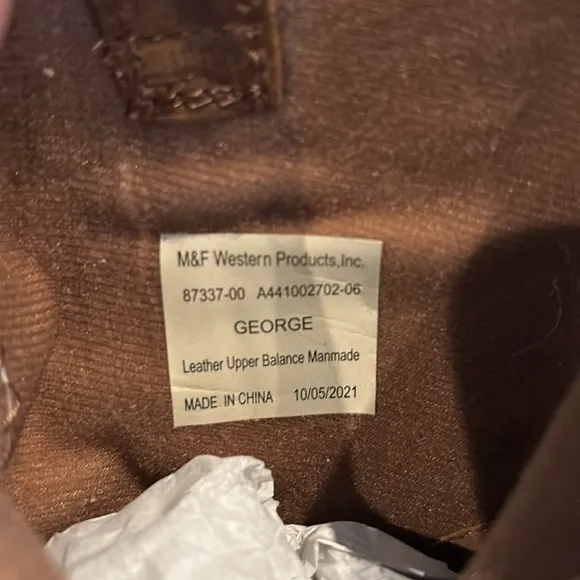 M&F Western Products,Inc.
87337-00 A441002702-06
GEORGE
Leather Upper Balance Manmade
MADE IN CHINA 10/05/2021